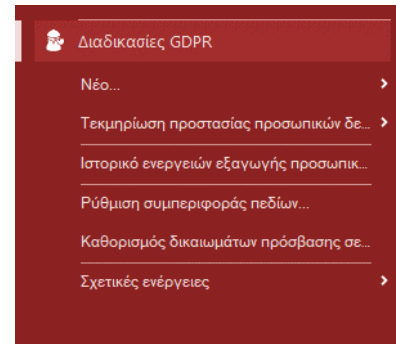 Διαδικασίες GDPR
Νέο...
Τεκμηρίωση προστασίας προσωπικών δε...
Ιστορικό ενεργειών εξαγωγής προσωπικ...
Ρύθμιση συμπεριφοράς πεδίων...
Καθορισμός δικαιωμάτων πρόσβασης σε...
Σχετικές ενέργειες